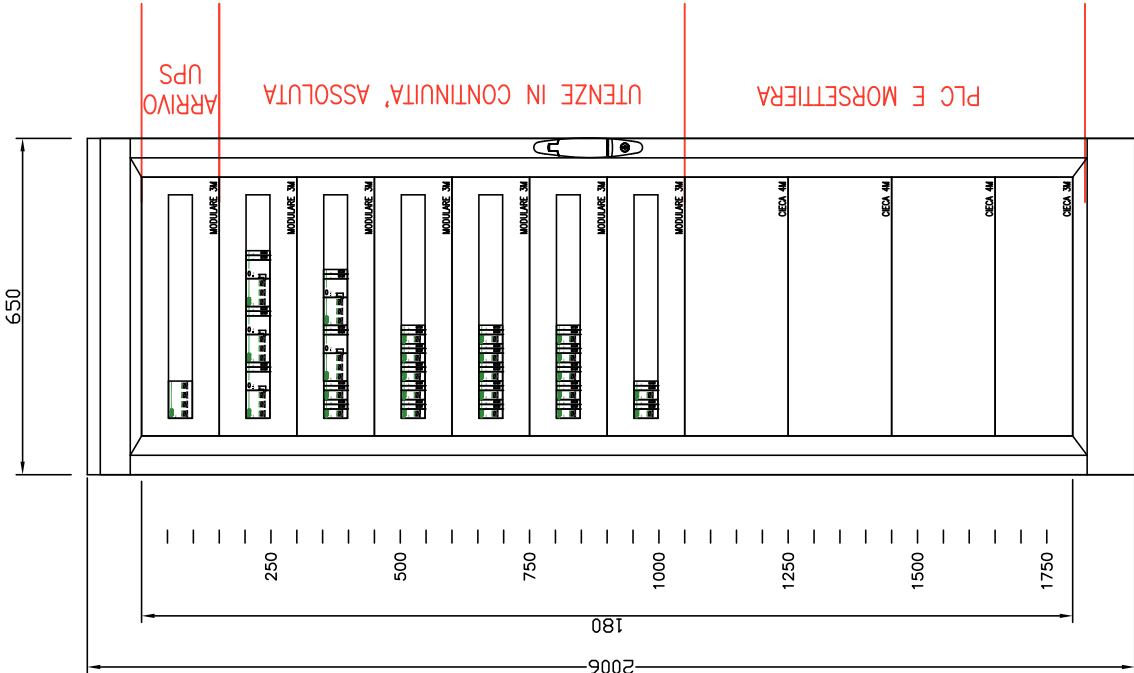 ARRIVO
UPS
UTENZE IN CONTINUITA' ASSOLUTA
PLC E MORSETTIERA
650
MODULARE 3M
MODULARE 3M
MODULARE 3M
MODULARE 3M
MODULARE 3M
MODULARE 3M
MODULARE 3M
CIECA 4M
CIECA 4M
CIECA 4M
CIECA 3M
250
500
750
1000
1250
1500
1750
180
2006